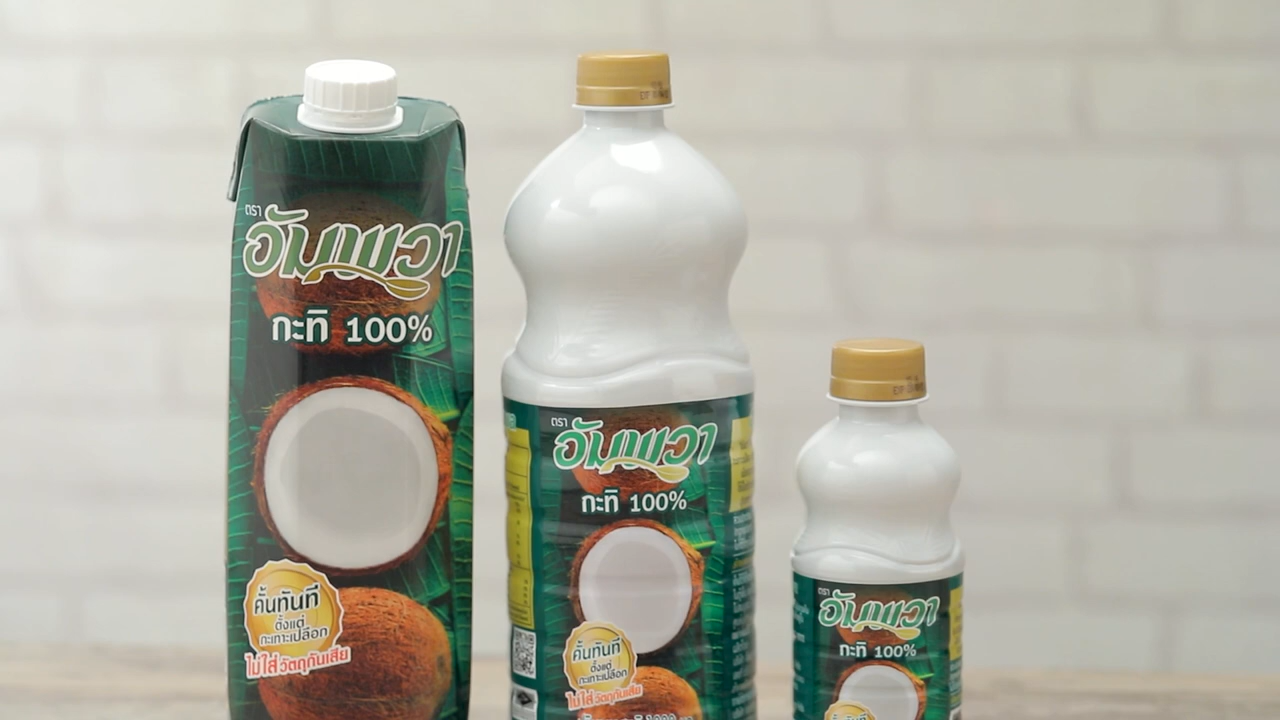 ตรา
อัมพวา
กะทิ 100%
คั้นทันที
ตั้งแต่
กะเทาะเปลือก
ไม่ใส่วัตถุกันเสีย
ตรา
อัมพวา
กะทิ 100%
คั้นทันที
ตั้งแต่
กะเทาะเปลือก
ไม่ใส่วัตถุกันเสีย
ตรา
อัมพวา
กะทิ 100%
คั้นทันที